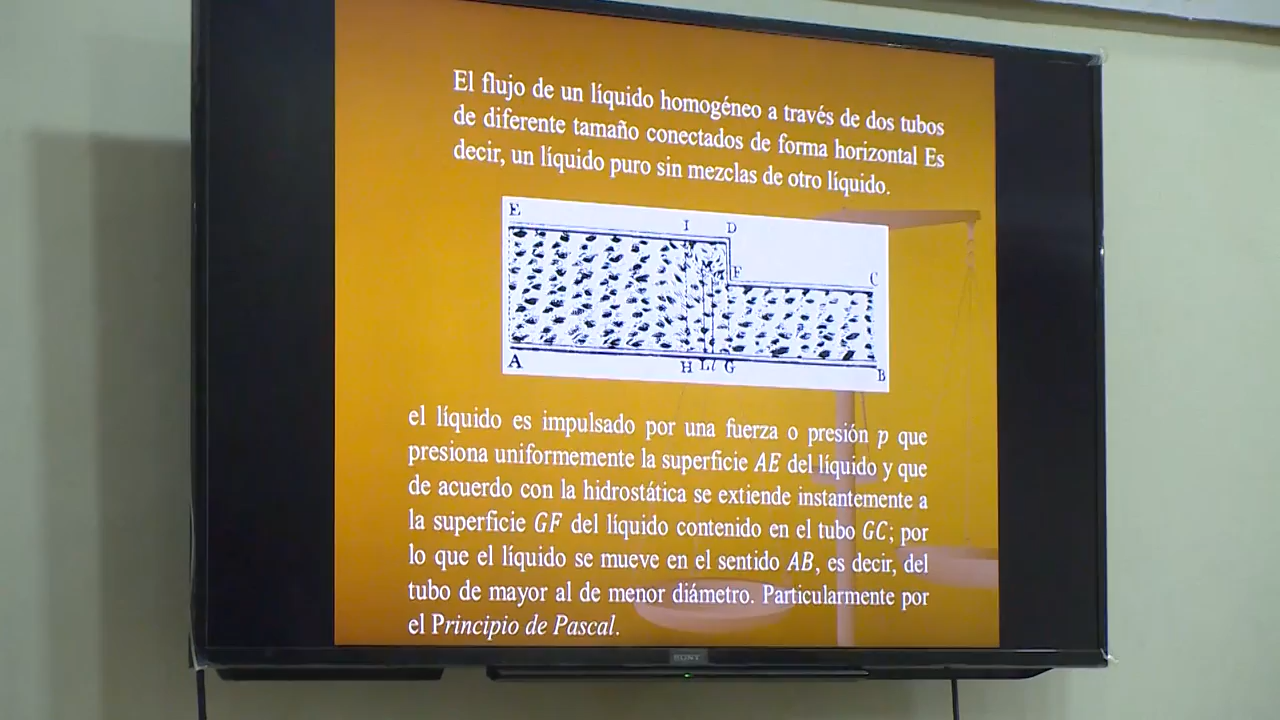 El flujo de un líquido homogéneo a través de dos tubos
de diferente tamaño conectados de forma horizontal Es
decir, un líquido puro sin mezclas de otro líquido.
E I D
F C
A H L l G B
el líquido es impulsado por una fuerza o presión p que
presiona uniformemente la superficie AE del líquido y que
de acuerdo con la hidrostática se extiende instantemente a
la superficie GF del líquido contenido en el tubo GC; por
lo que el líquido se mueve en el sentido AB, es decir, del
tubo de mayor al de menor diámetro. Particularmente por
el Principio de Pascal.
SONY